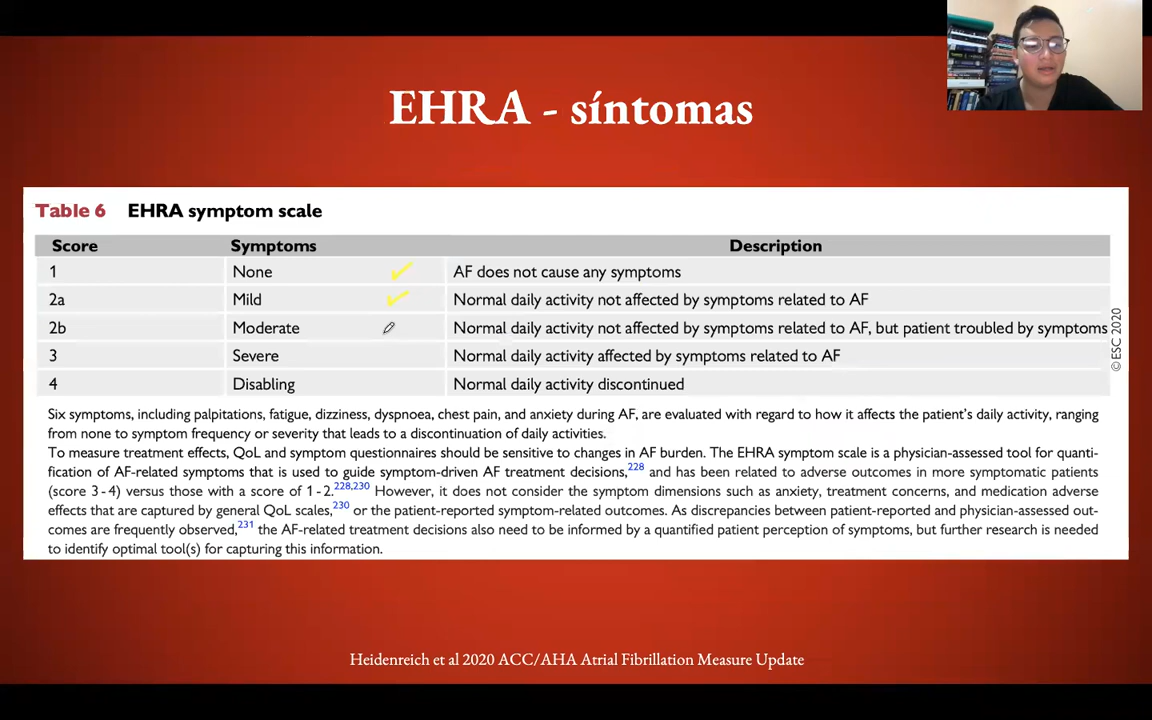 EHRA - síntomas
Table 6 EHRA symptom scale
Score Symptoms Description
1 None AF does not cause any symptoms
2a Mild Normal daily activity not affected by symptoms related to AF
2b Moderate Normal daily activity not affected by symptoms related to AF, but patient troubled by symptoms
3 Severe Normal daily activity affected by symptoms related to AF
4 Disabling Normal daily activity discontinued
©ESC 2020
Six symptoms, including palpitations, fatigue, dizziness, dyspnoea, chest pain, and anxiety during AF, are evaluated with regard to how it affects the patient's daily activity, ranging
from none to symptom frequency or severity that leads to a discontinuation of daily activities.
To measure treatment effects, QoL and symptom questionnaires should be sensitive to changes in AF burden. The EHRA symptom scale is a physician-assessed tool for quanti-
fication of AF-related symptoms that is used to guide symptom-driven AF treatment decisions,228 and has been related to adverse outcomes in more symptomatic patients
(score 3-4) versus those with a score of 1-2.228,230 However, it does not consider the symptom dimensions such as anxiety, treatment concerns, and medication adverse
effects that are captured by general QoL scales,230 or the patient-reported symptom-related outcomes. As discrepancies between patient-reported and physician-assessed out-
comes are frequently observed,231 the AF-related treatment decisions also need to be informed by a quantified patient perception of symptoms, but further research is needed
to identify optimal tool(s) for capturing this information.
Heidenreich et al 2020 ACC/AHA Atrial Fibrillation Measure Update